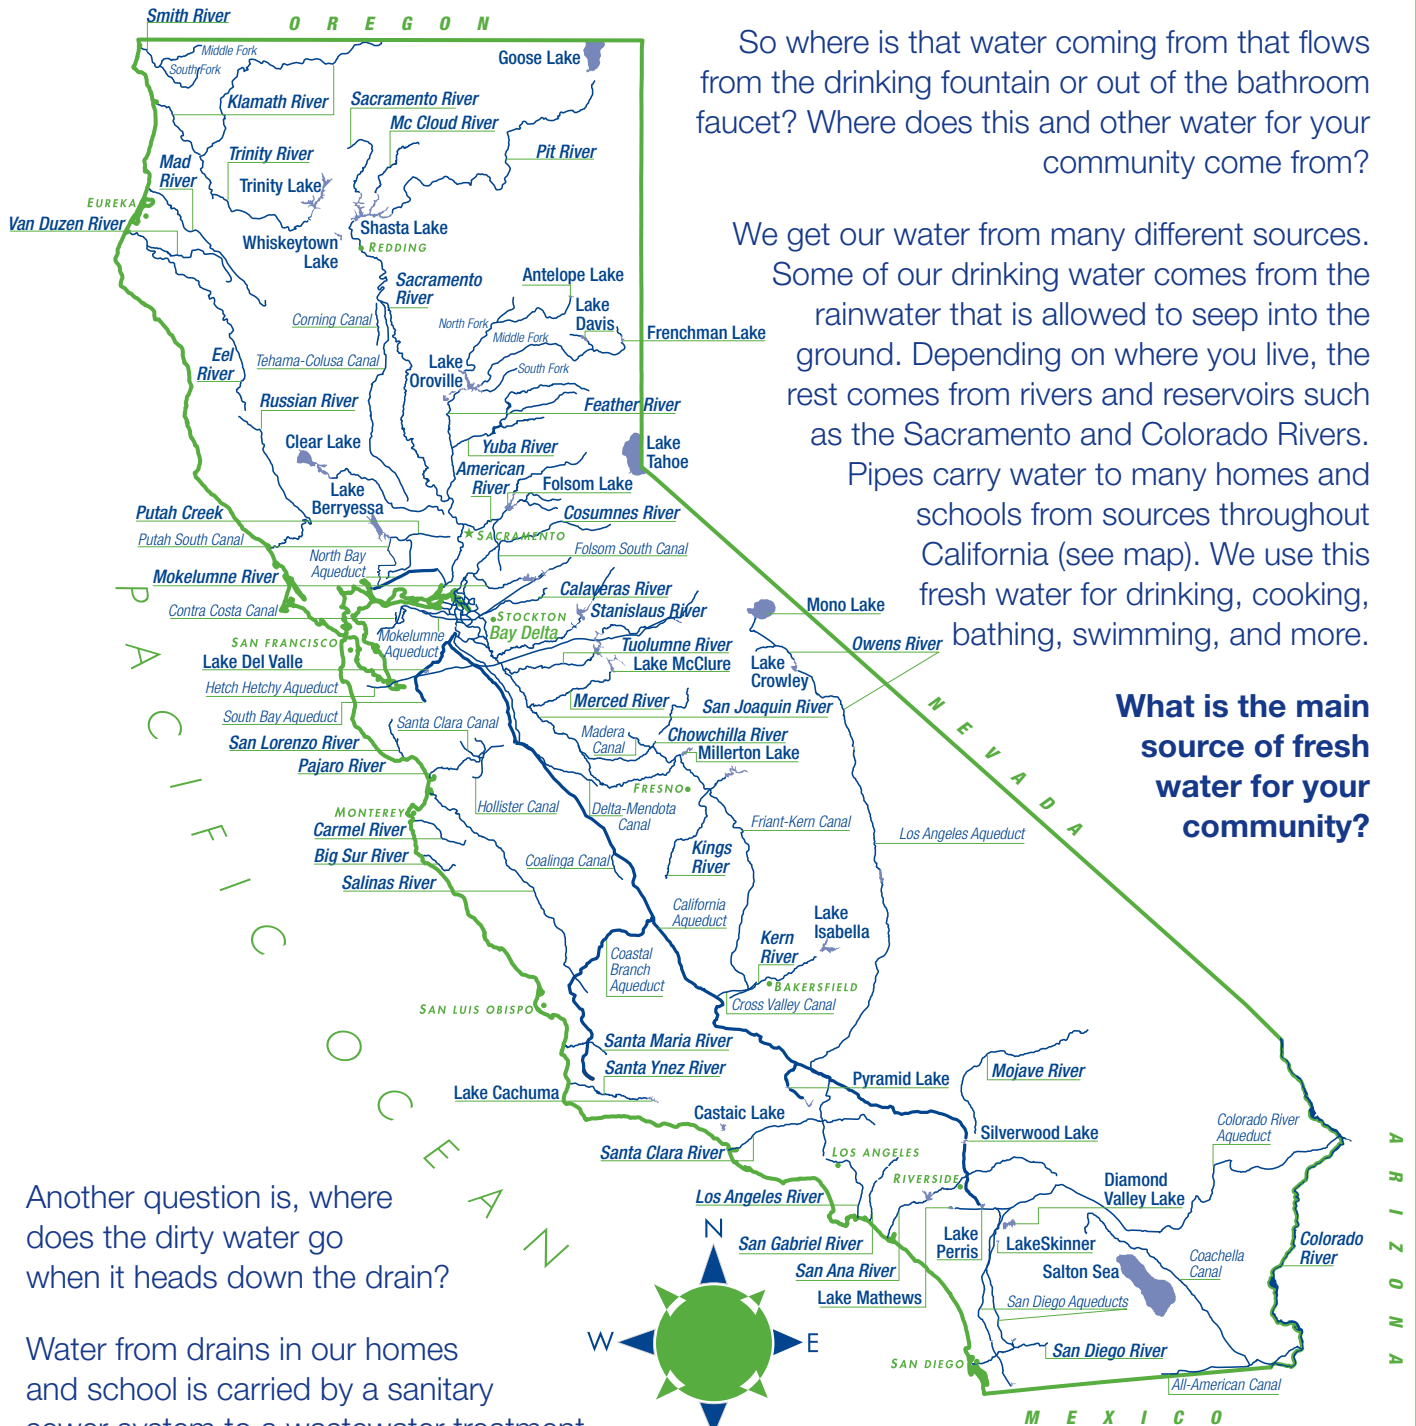 Smith River
OREGON
Middle Fork
South Fork
Goose Lake
Klamath River
Sacramento River
Mc Cloud River
Pit River
Mad
River
Trinity River
Trinity Lake
EUREKA
Van Duzen River
Shasta Lake
Whiskeytown
Lake
REDDING
Sacramento
River
Antelope Lake
Lake
Davis
Corning Canal
North Fork
Middle Fork
Frenchman Lake
Eel
River
Tehama-Colusa Canal
Lake
Oroville
South Fork
Russian River
Feather River
Clear Lake
Yuba River
Lake
Tahoe
American
River
Folsom Lake
Lake
Berryessa
Putah Creek
Cosumnes River
Putah South Canal
SACRAMENTO
North Bay
Aqueduct
Folsom South Canal
Mokelumne River
Calaveras River
Contra Costa Canal
Stanislaus River
STOCKTON
Bay Delta
Mono Lake
SAN FRANCISCO
Mokelumne
Aqueduct
Tuolumne River
Owens River
Lake Del Valle
Lake McClure
Lake
Crowley
Hetch Hetchy Aqueduct
Merced River
San Joaquin River
South Bay Aqueduct
Santa Clara Canal
Madera
Canal
Chowchilla River
San Lorenzo River
Millerton Lake
Pajaro River
FRESNO
MONTEREY
Hollister Canal
Delta-Mendota
Canal
Friant-Kern Canal
Los Angeles Aqueduct
Carmel River
Big Sur River
Coalinga Canal
Kings
River
Salinas River
California
Aqueduct
Lake
Isabella
Kern
River
Coastal
Branch
Aqueduct
BAKERSFIELD
SAN LUIS OBISPO
Cross Valley Canal
Santa Maria River
Santa Ynez River
Mojave River
Lake Cachuma
Pyramid Lake
Castaic Lake
Colorado River
Aqueduct
Silverwood Lake
Santa Clara River
LOS ANGELES
RIVERSIDE
Diamond
Valley Lake
Los Angeles River
San Gabriel River
Lake
Perris
LakeSkinner
Colorado
River
San Ana River
Salton Sea
Coachella
Canal
Lake Mathews
San Diego Aqueducts
San Diego River
SAN DIEGO
All-American Canal
PACIFIC OCEAN
NEVADA
ARIZONA
MEXICO
N
W
E
So where is that water coming from that flows
from the drinking fountain or out of the bathroom
faucet? Where does this and other water for your
community come from?
We get our water from many different sources.
Some of our drinking water comes from the
rainwater that is allowed to seep into the
ground. Depending on where you live, the
rest comes from rivers and reservoirs such
as the Sacramento and Colorado Rivers.
Pipes carry water to many homes and
schools from sources throughout
California (see map). We use this
fresh water for drinking, cooking,
bathing, swimming, and more.
What is the main
source of fresh
water for your
community?
Another question is, where
does the dirty water go
when it heads down the drain?
Water from drains in our homes
and school is carried by a sanitary
sewer system to a wastewater treatment